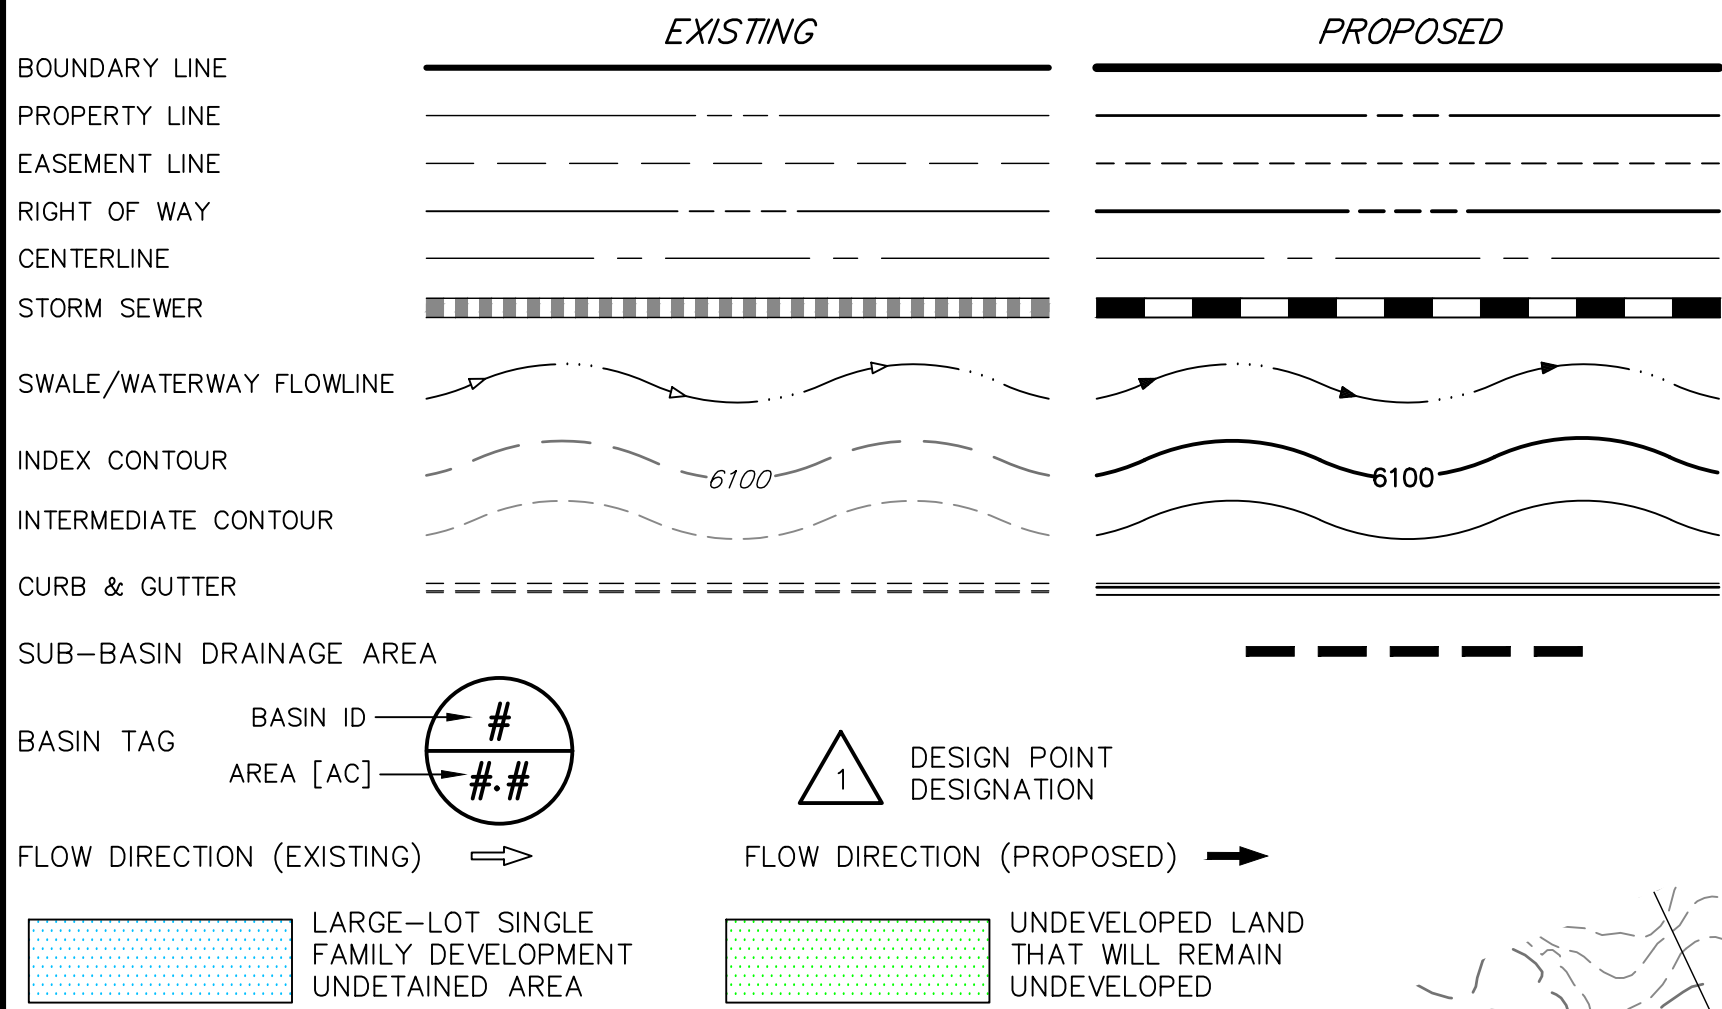 EXISTING PROPOSED
BOUNDARY LINE
PROPERTY LINE
EASEMENT LINE
RIGHT OF WAY
CENTERLINE
STORM SEWER
SWALE/WATERWAY FLOWLINE
INDEX CONTOUR 6100 6100
INTERMEDIATE CONTOUR
CURB & GUTTER
SUB-BASIN DRAINAGE AREA
BASIN TAG
BASIN ID #
AREA [AC] #.#
1
DESIGN POINT
DESIGNATION
FLOW DIRECTION (EXISTING) FLOW DIRECTION (PROPOSED)
LARGE-LOT SINGLE
FAMILY DEVELOPMENT
UNDETAINED AREA
UNDEVELOPED LAND
THAT WILL REMAIN
UNDEVELOPED